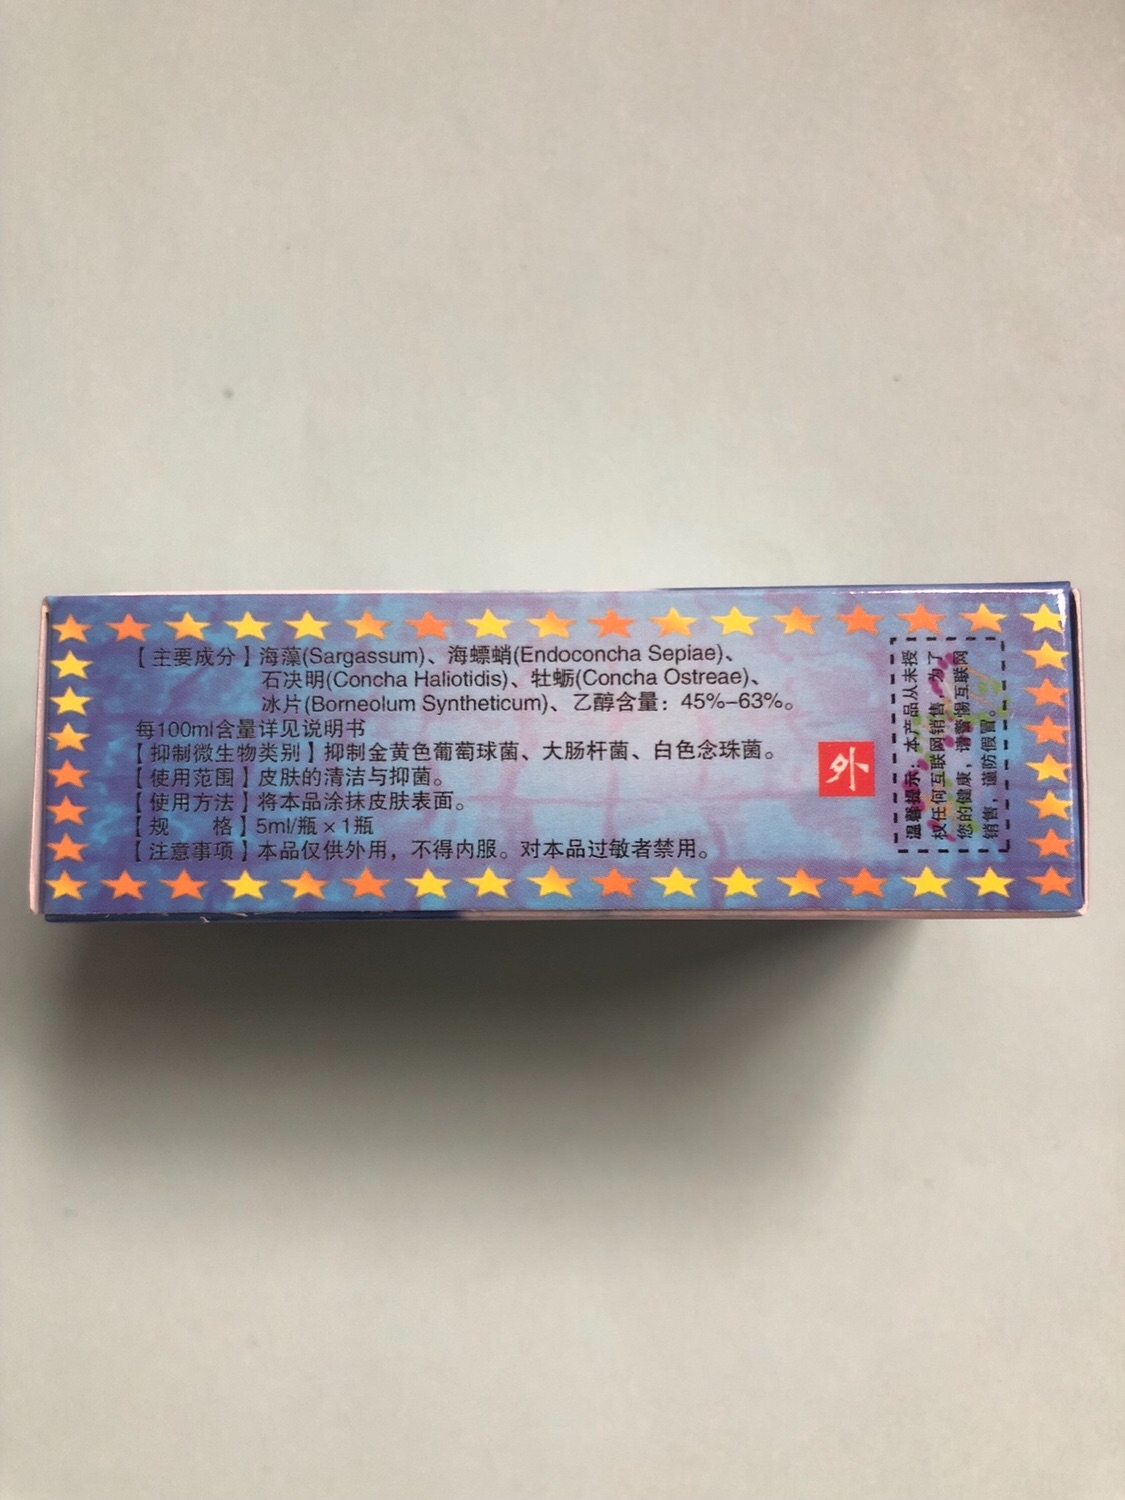 【主要成分】海藻(Sargassum)、海螵蛸(Endoconcha Sepiae)、
石决明(Concha Haliotidis)、牡蛎(Concha Ostreae)、
冰片(Borneolum Syntheticum)、乙醇含量：45%–63%。
每100ml含量详见说明书
【抑制微生物类别】抑制金黄色葡萄球菌、大肠杆菌、白色念珠菌。
【使用范围】皮肤的清洁与抑菌。
【使用方法】将本品涂抹皮肤表面。
【规 格】5ml/瓶×1瓶
【注意事项】本品仅供外用，不得内服。对本品过敏者禁用。
外
温馨提示：本产品从未授
权任何互联网销售，为了
您的健康，请警惕互联网
销售，谨防假冒。